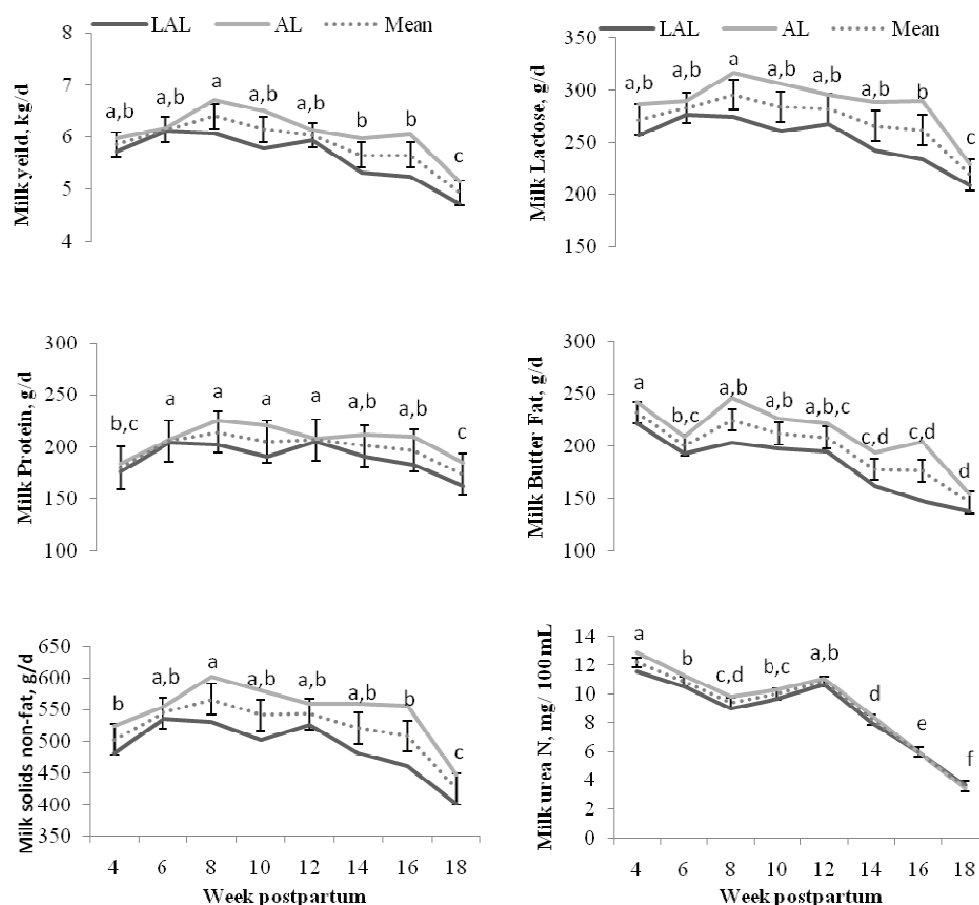 LAL AL Mean
Milk yeild, kg/d
8
7
6
5
4
a,b a,b a a,b a,b b b c
LAL AL Mean
Milk Lactose, g/d
350
300
250
200
150
a,b a,b a a,b a,b a,b b c
Milk Protein, g/d
300
250
200
150
100
b,c a a a a a,b a,b c
Milk Butter Fat, g/d
300
250
200
150
100
a b,c a,b a,b a,b,c c,d c,d d
Milk solids non-fat, g/d
650
600
550
500
450
400
350
b a,b a a,b a,b a,b b c
4 6 8 10 12 14 16 18
Week postpartum
Milk urea N, mg/100mL
14
12
10
8
6
4
2
0
a b c,d b,c a,b d e f
4 6 8 10 12 14 16 18
Week postpartum